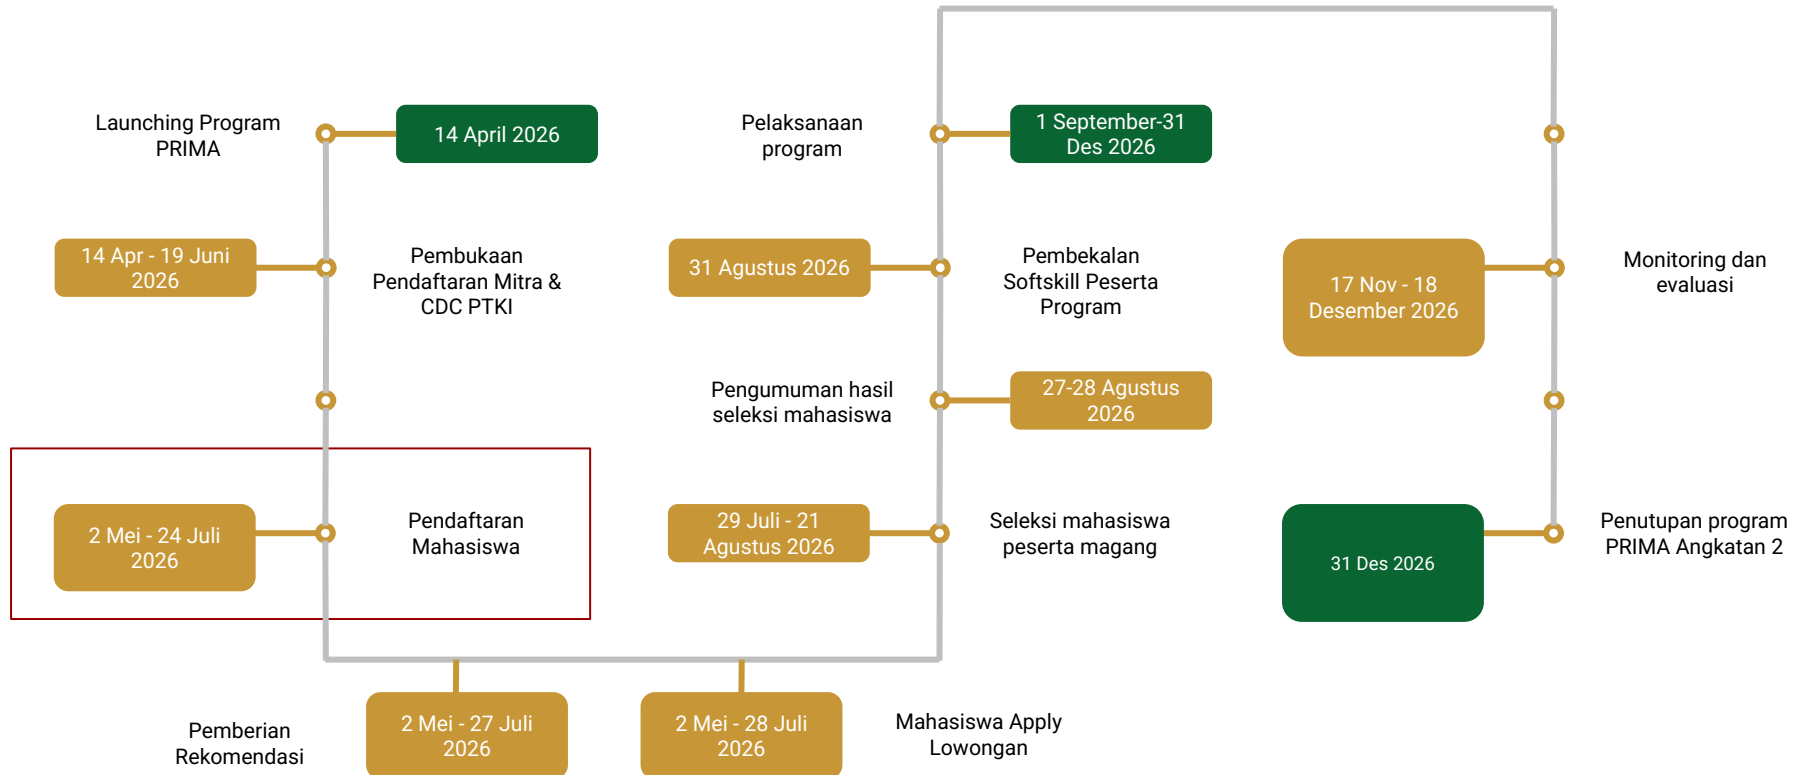 Launching Program
PRIMA
14 April 2026
14 Apr - 19 Juni
2026
Pembukaan
Pendaftaran Mitra &
CDC PTKI
2 Mei - 24 Juli
2026
Pendaftaran
Mahasiswa
Pemberian
Rekomendasi
2 Mei - 27 Juli
2026
2 Mei - 28 Juli
2026
Mahasiswa Apply
Lowongan
29 Juli - 21
Agustus 2026
Seleksi mahasiswa
peserta magang
Pengumuman hasil
seleksi mahasiswa
27-28 Agustus
2026
31 Agustus 2026
Pembekalan
Softskill Peserta
Program
Pelaksanaan
program
1 September-31
Des 2026
17 Nov - 18
Desember 2026
Monitoring dan
evaluasi
31 Des 2026
Penutupan program
PRIMA Angkatan 2